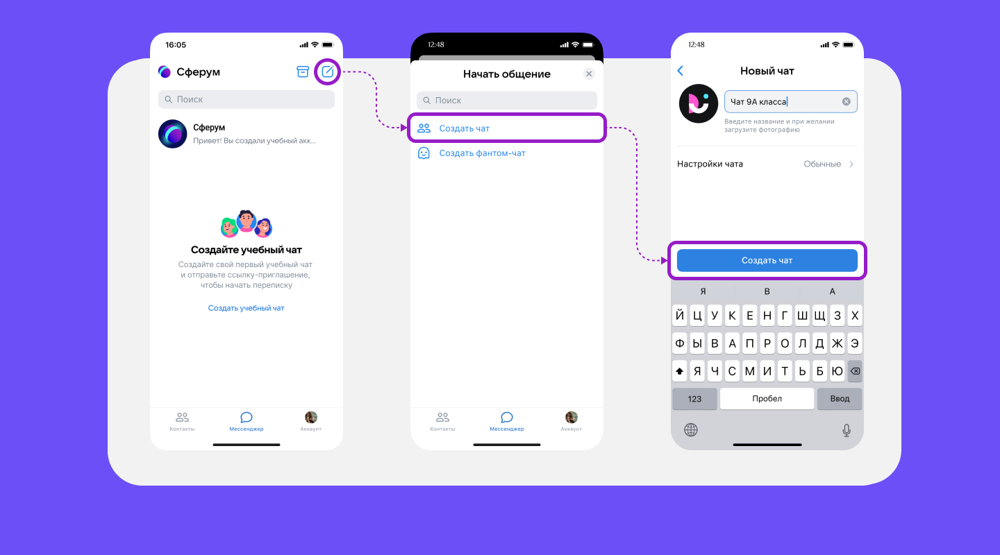 16:05
Сферум
Поиск
Сферум
Привет! Вы создали учебный акк...
Создайте учебный чат
Создайте свой первый учебный чат
и отправьте ссылку-приглашение,
чтобы начать переписку
Создать учебный чат
Контакты
Мессенджер
Аккаунт
12:48
Начать общение
Поиск
Создать чат
Создать фантом-чат
Контакты
Мессенджер
Аккаунт
12:48
Новый чат
Чат 9А класса
Введите название и при желании
загрузите фотографию
Настройки чата Обычные
Создать чат
Я В А
Й Ц У К Е Н Г Ш Щ З Х
Ф Ы В А П Р О Л Д Ж Э
Я Ч С М И Т Ь Б Ю
123 Пробел Ввод